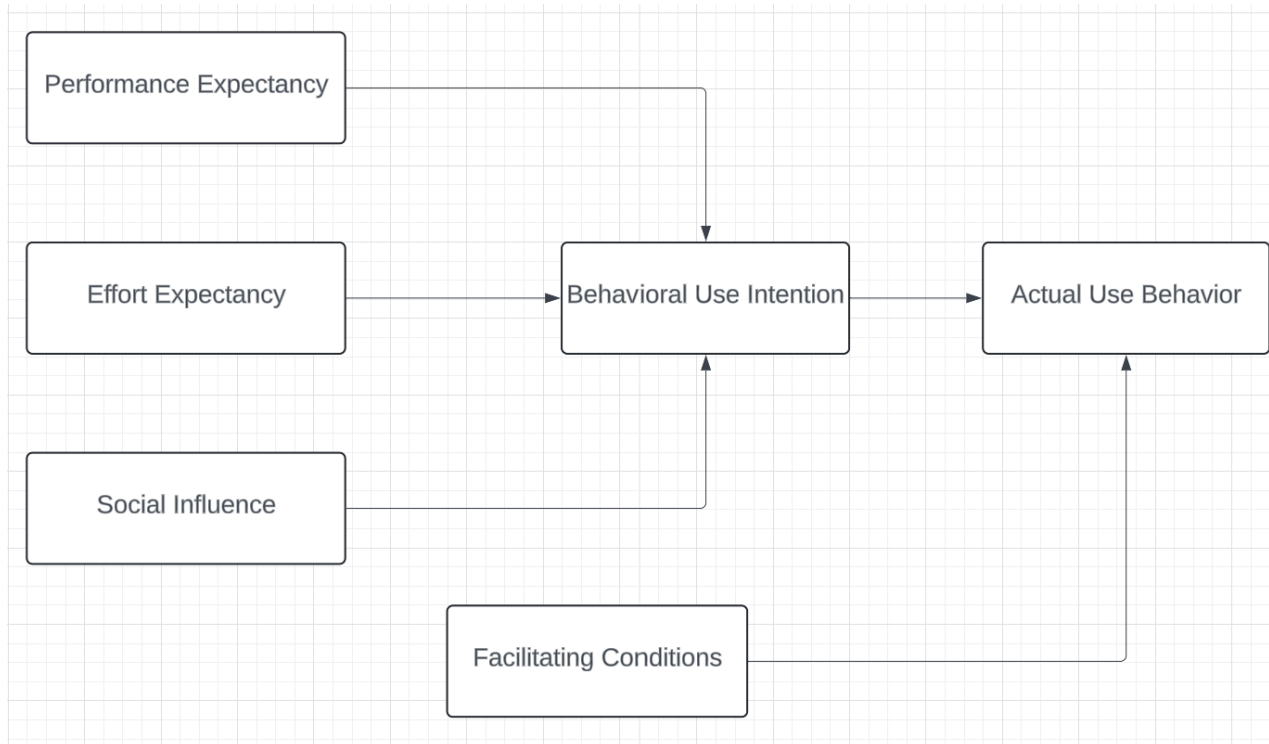 Performance Expectancy
Effort Expectancy
Behavioral Use Intention
Actual Use Behavior
Social Influence
Facilitating Conditions